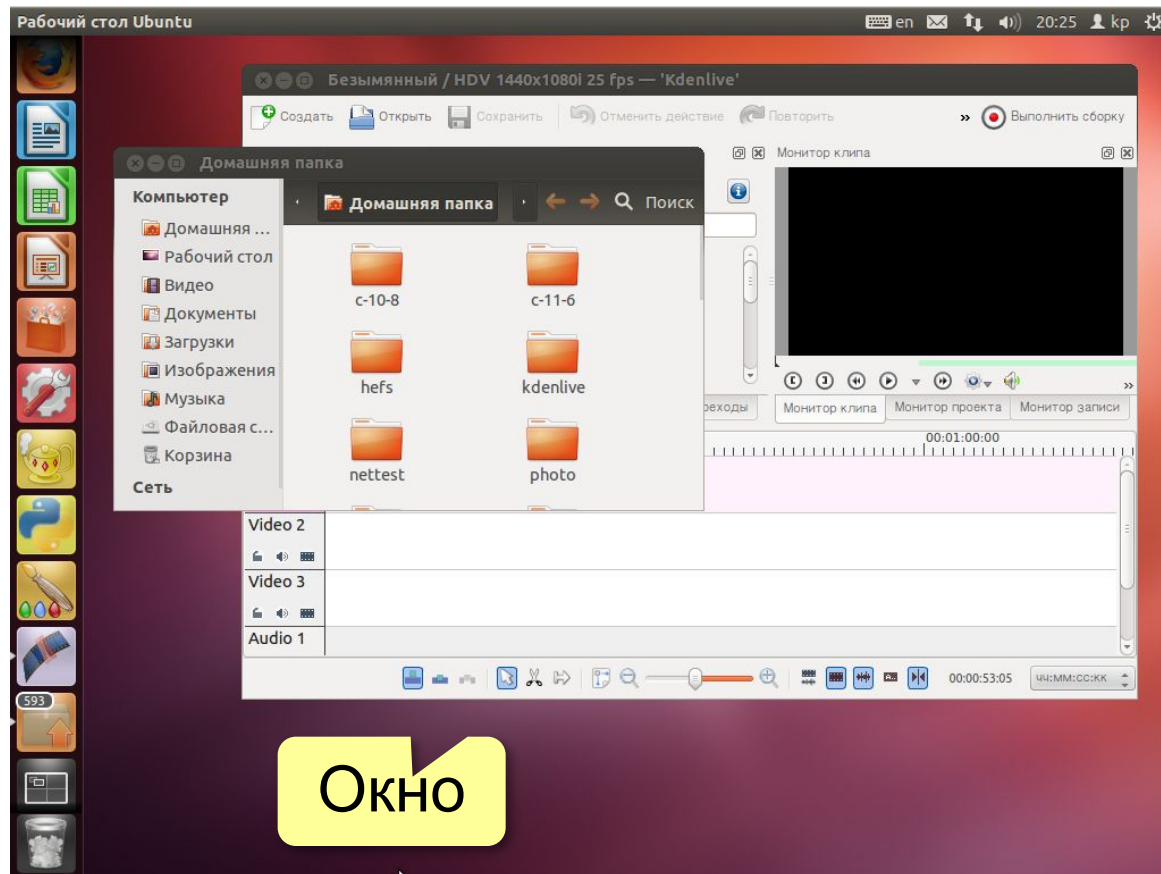 Рабочий стол Ubuntu
en 20:25 kp
Безымянный / HDV 1440x1080i 25 fps — 'Kdenlive'
Создать Открыть Сохранить Отменить действие Повторить » Выполнить сборку
Монитор клипа
Домашняя папка
Компьютер
Домашняя папка
Поиск
Домашняя ...
Рабочий стол
Видео
Документы
Загрузки
Изображения
Музыка
Файловая с...
Корзина
Сеть
c-10-8 c-11-6
hefs kdenlive
nettest photo
»
реходы
Монитор клипа Монитор проекта Монитор записи
00:01:00:00
Video 2
Video 3
Audio 1
00:00:53:05 чч:мм:сс:кк
593
Окно